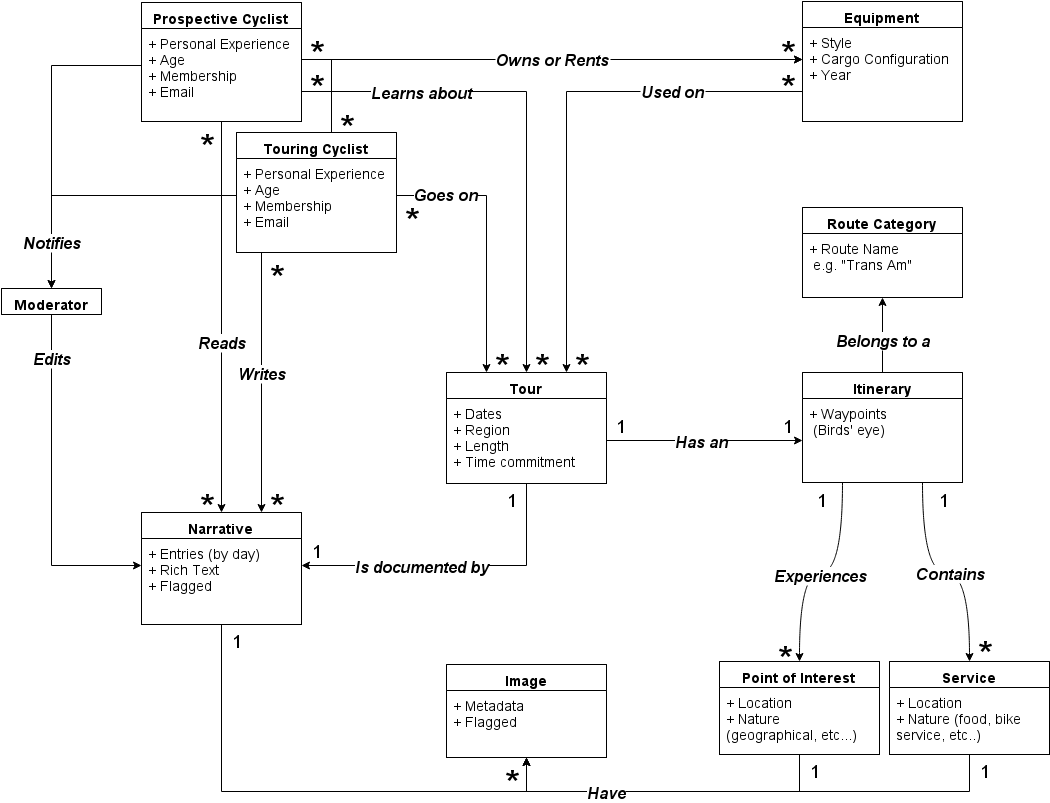 Prospective Cyclist
+ Personal Experience
+ Age
+ Membership
+ Email
Equipment
+ Style
+ Cargo Configuration
+ Year
*
*
Owns or Rents
*
*
Learns about
Used on
*
*
Touring Cyclist
+ Personal Experience
+ Age
+ Membership
+ Email
Goes on
*
*
Route Category
+ Route Name
e.g. "Trans Am"
Notifies
Moderator
Edits
Reads
Writes
Belongs to a
*
*
*
Tour
+ Dates
+ Region
+ Length
+ Time commitment
Itinerary
+ Waypoints
(Birds' eye)
1
1
Has an
*
*
1
1
1
Narrative
+ Entries (by day)
+ Rich Text
+ Flagged
1
Is documented by
Experiences
Contains
1
*
*
Image
+ Metadata
+ Flagged
Point of Interest
+ Location
+ Nature
(geographical, etc...)
Service
+ Location
+ Nature (food, bike
service, etc..)
*
1
1
Have